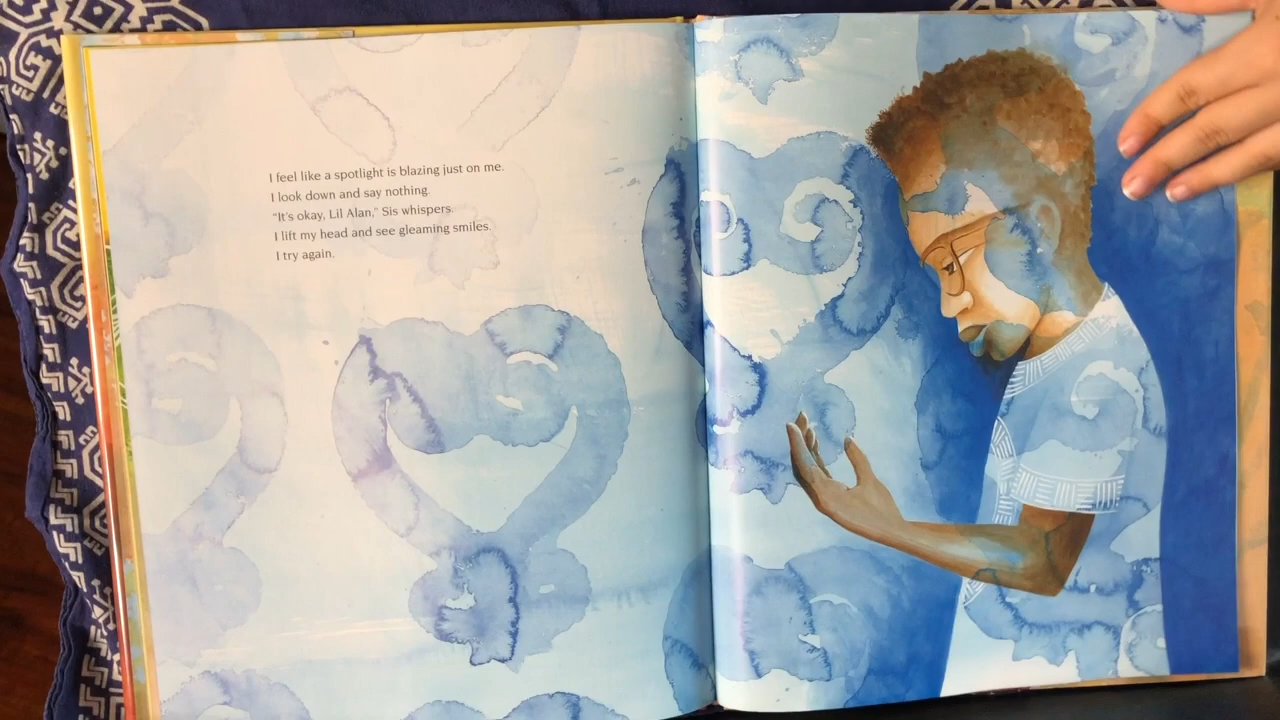 I feel like a spotlight is blazing just on me.
I look down and say nothing.
“It’s okay, Lil Alan,” Sis whispers.
I lift my head and see gleaming smiles.
I try again.